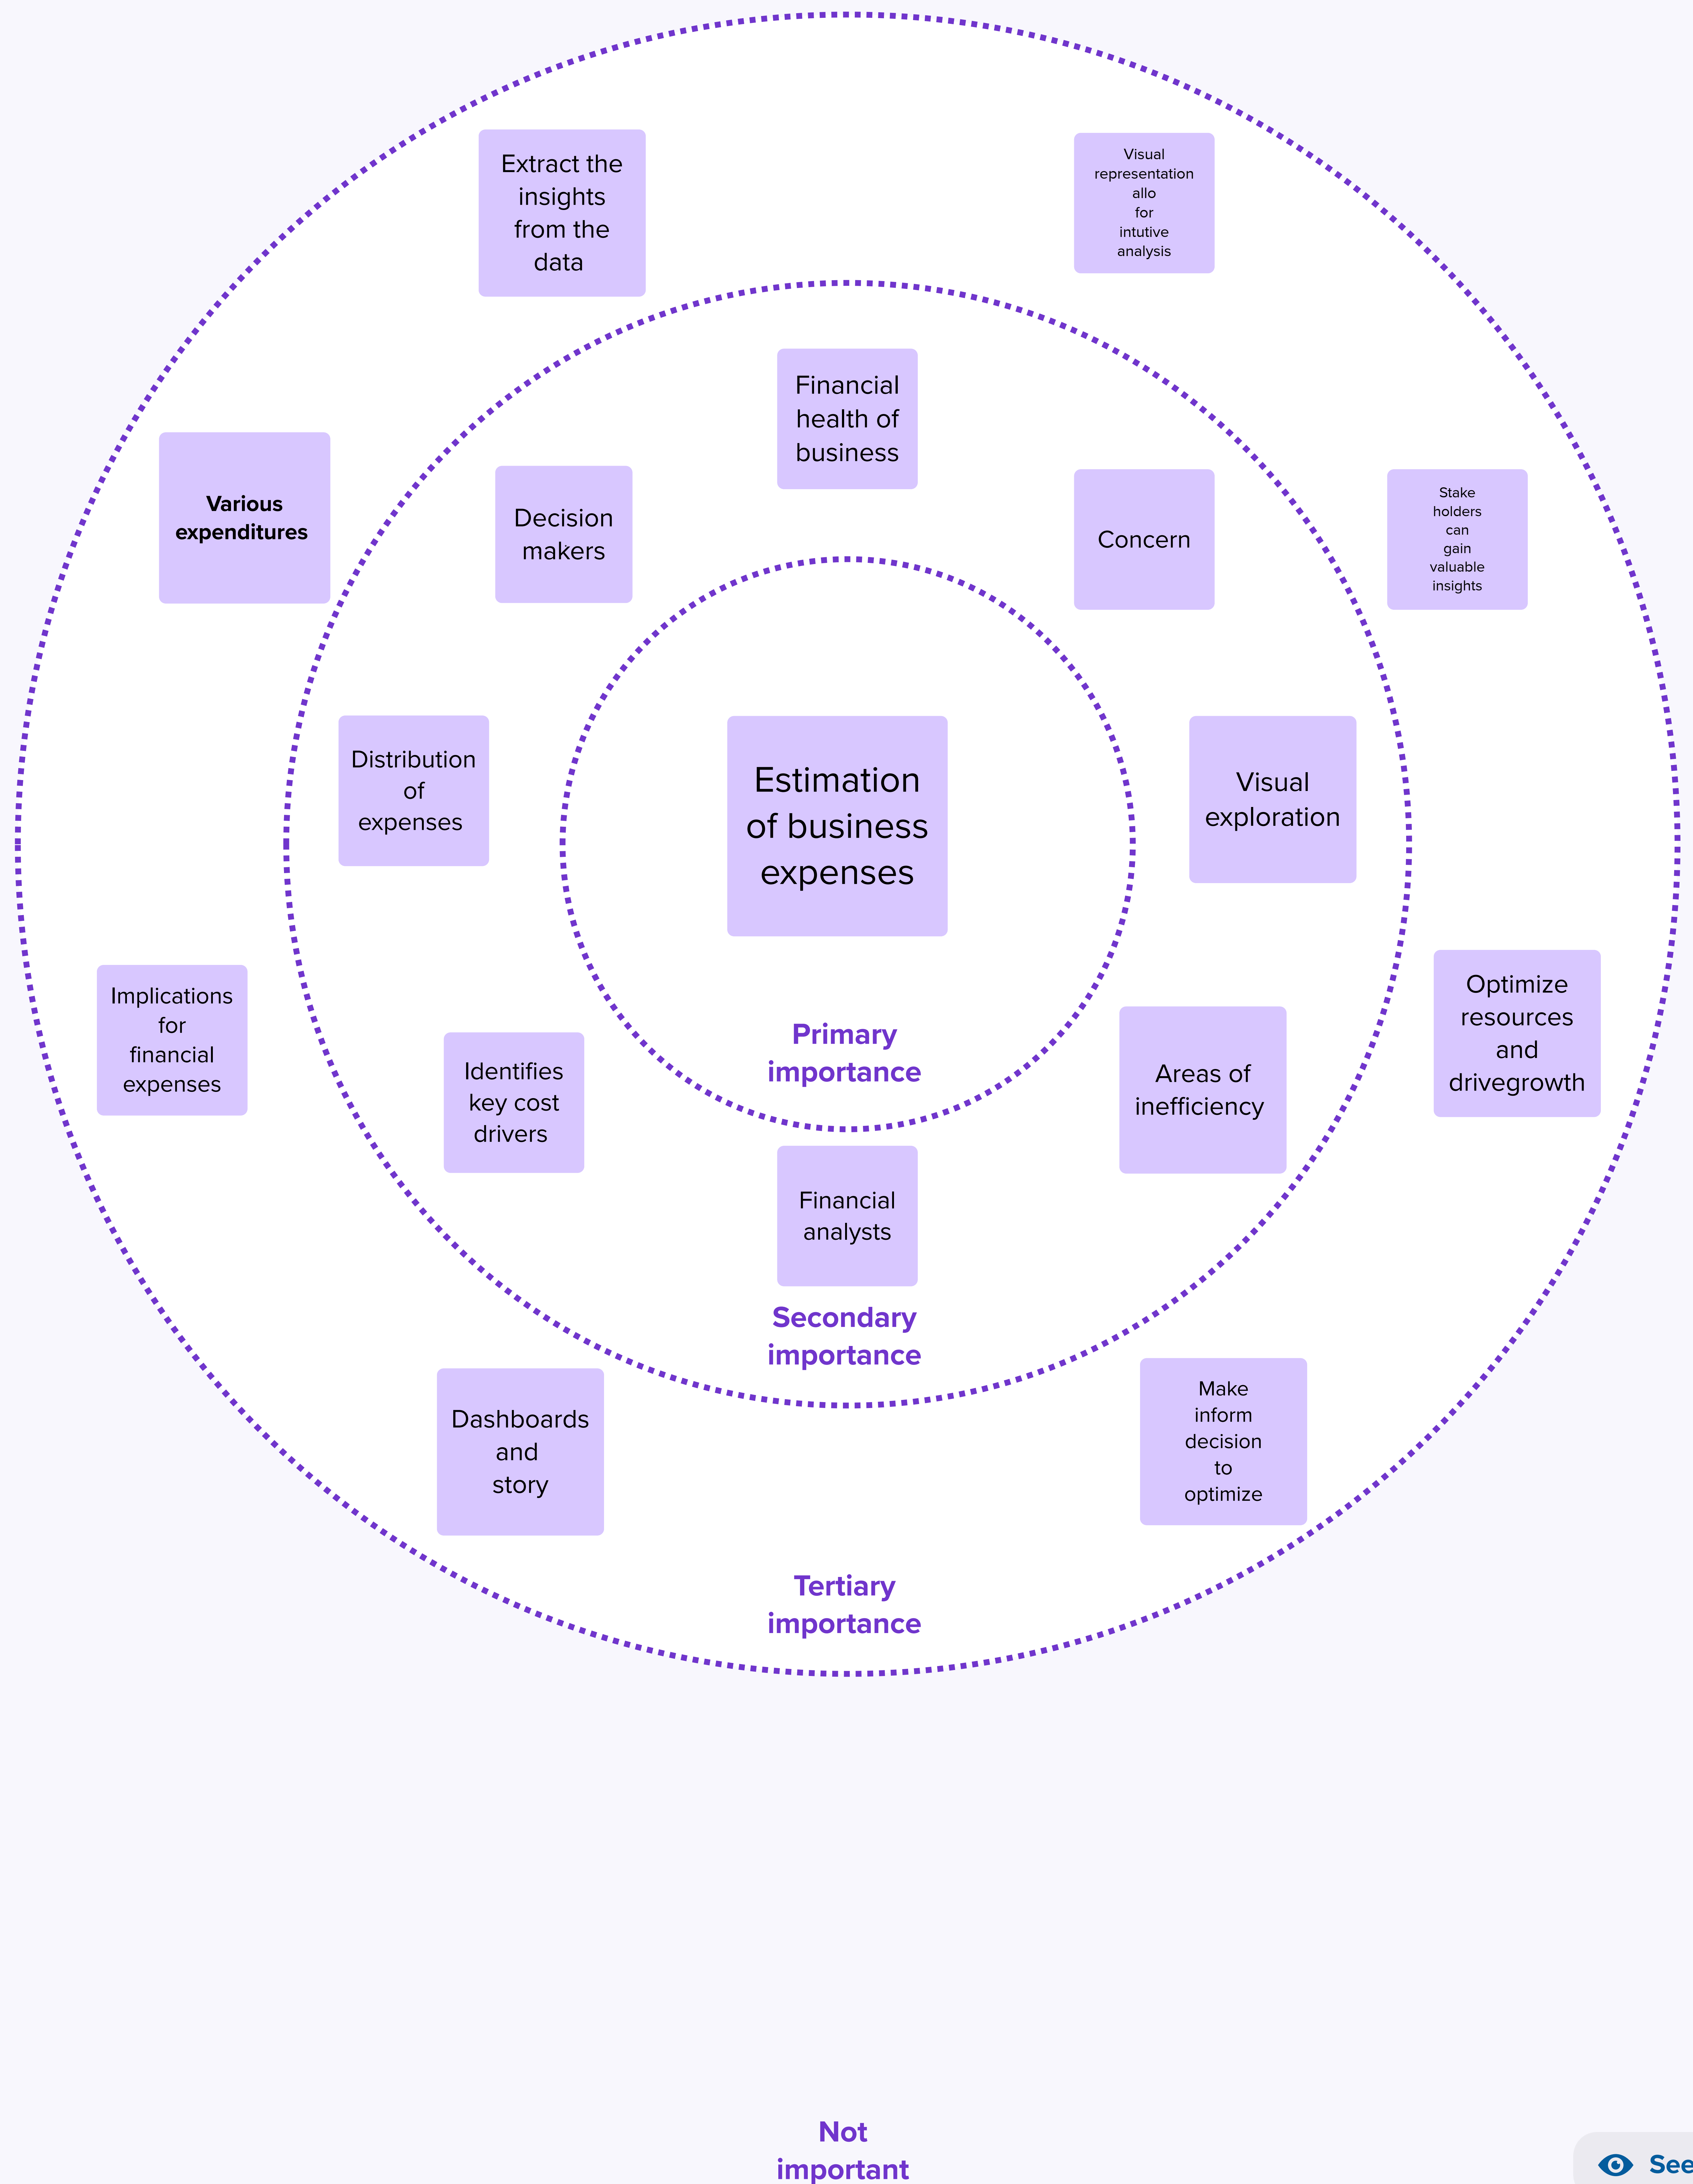 Extract the
insights
from the
data
Visual
representation
allo
for
intutive
analysis
Financial
health of
business
Various
expenditures
Decision
makers
Concern
Stake
holders
can
gain
valuable
insights
Distribution
of
expenses
Estimation
of business
expenses
Visual
exploration
Implications
for
financial
expenses
Identifies
key cost
drivers
Primary
importance
Areas of
inefficiency
Optimize
resources
and
drivegrowth
Financial
analysts
Secondary
importance
Dashboards
and
story
Make
inform
decision
to
optimize
Tertiary
importance
Not
important
See